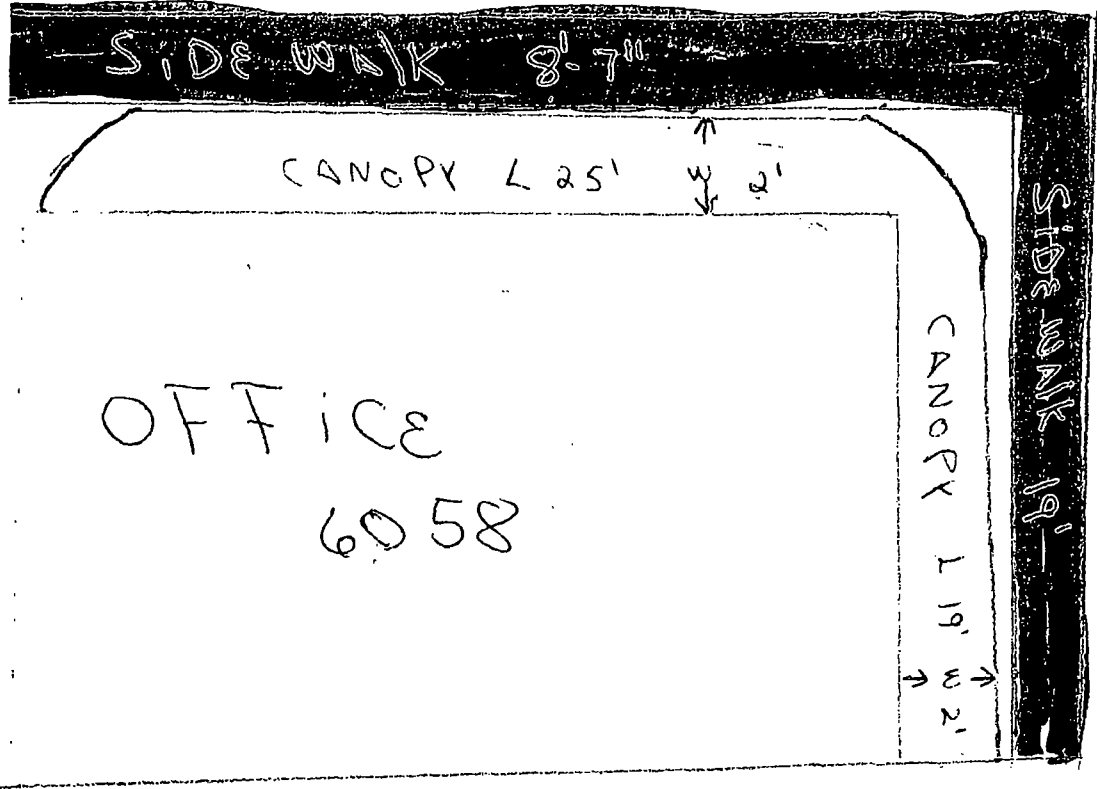 SiDE WAlK 8'-7"
CANOPY L 25' W 2'
OFFiCE
6058
CANOPY L 19' W 2'
SiDE WAlK 19'